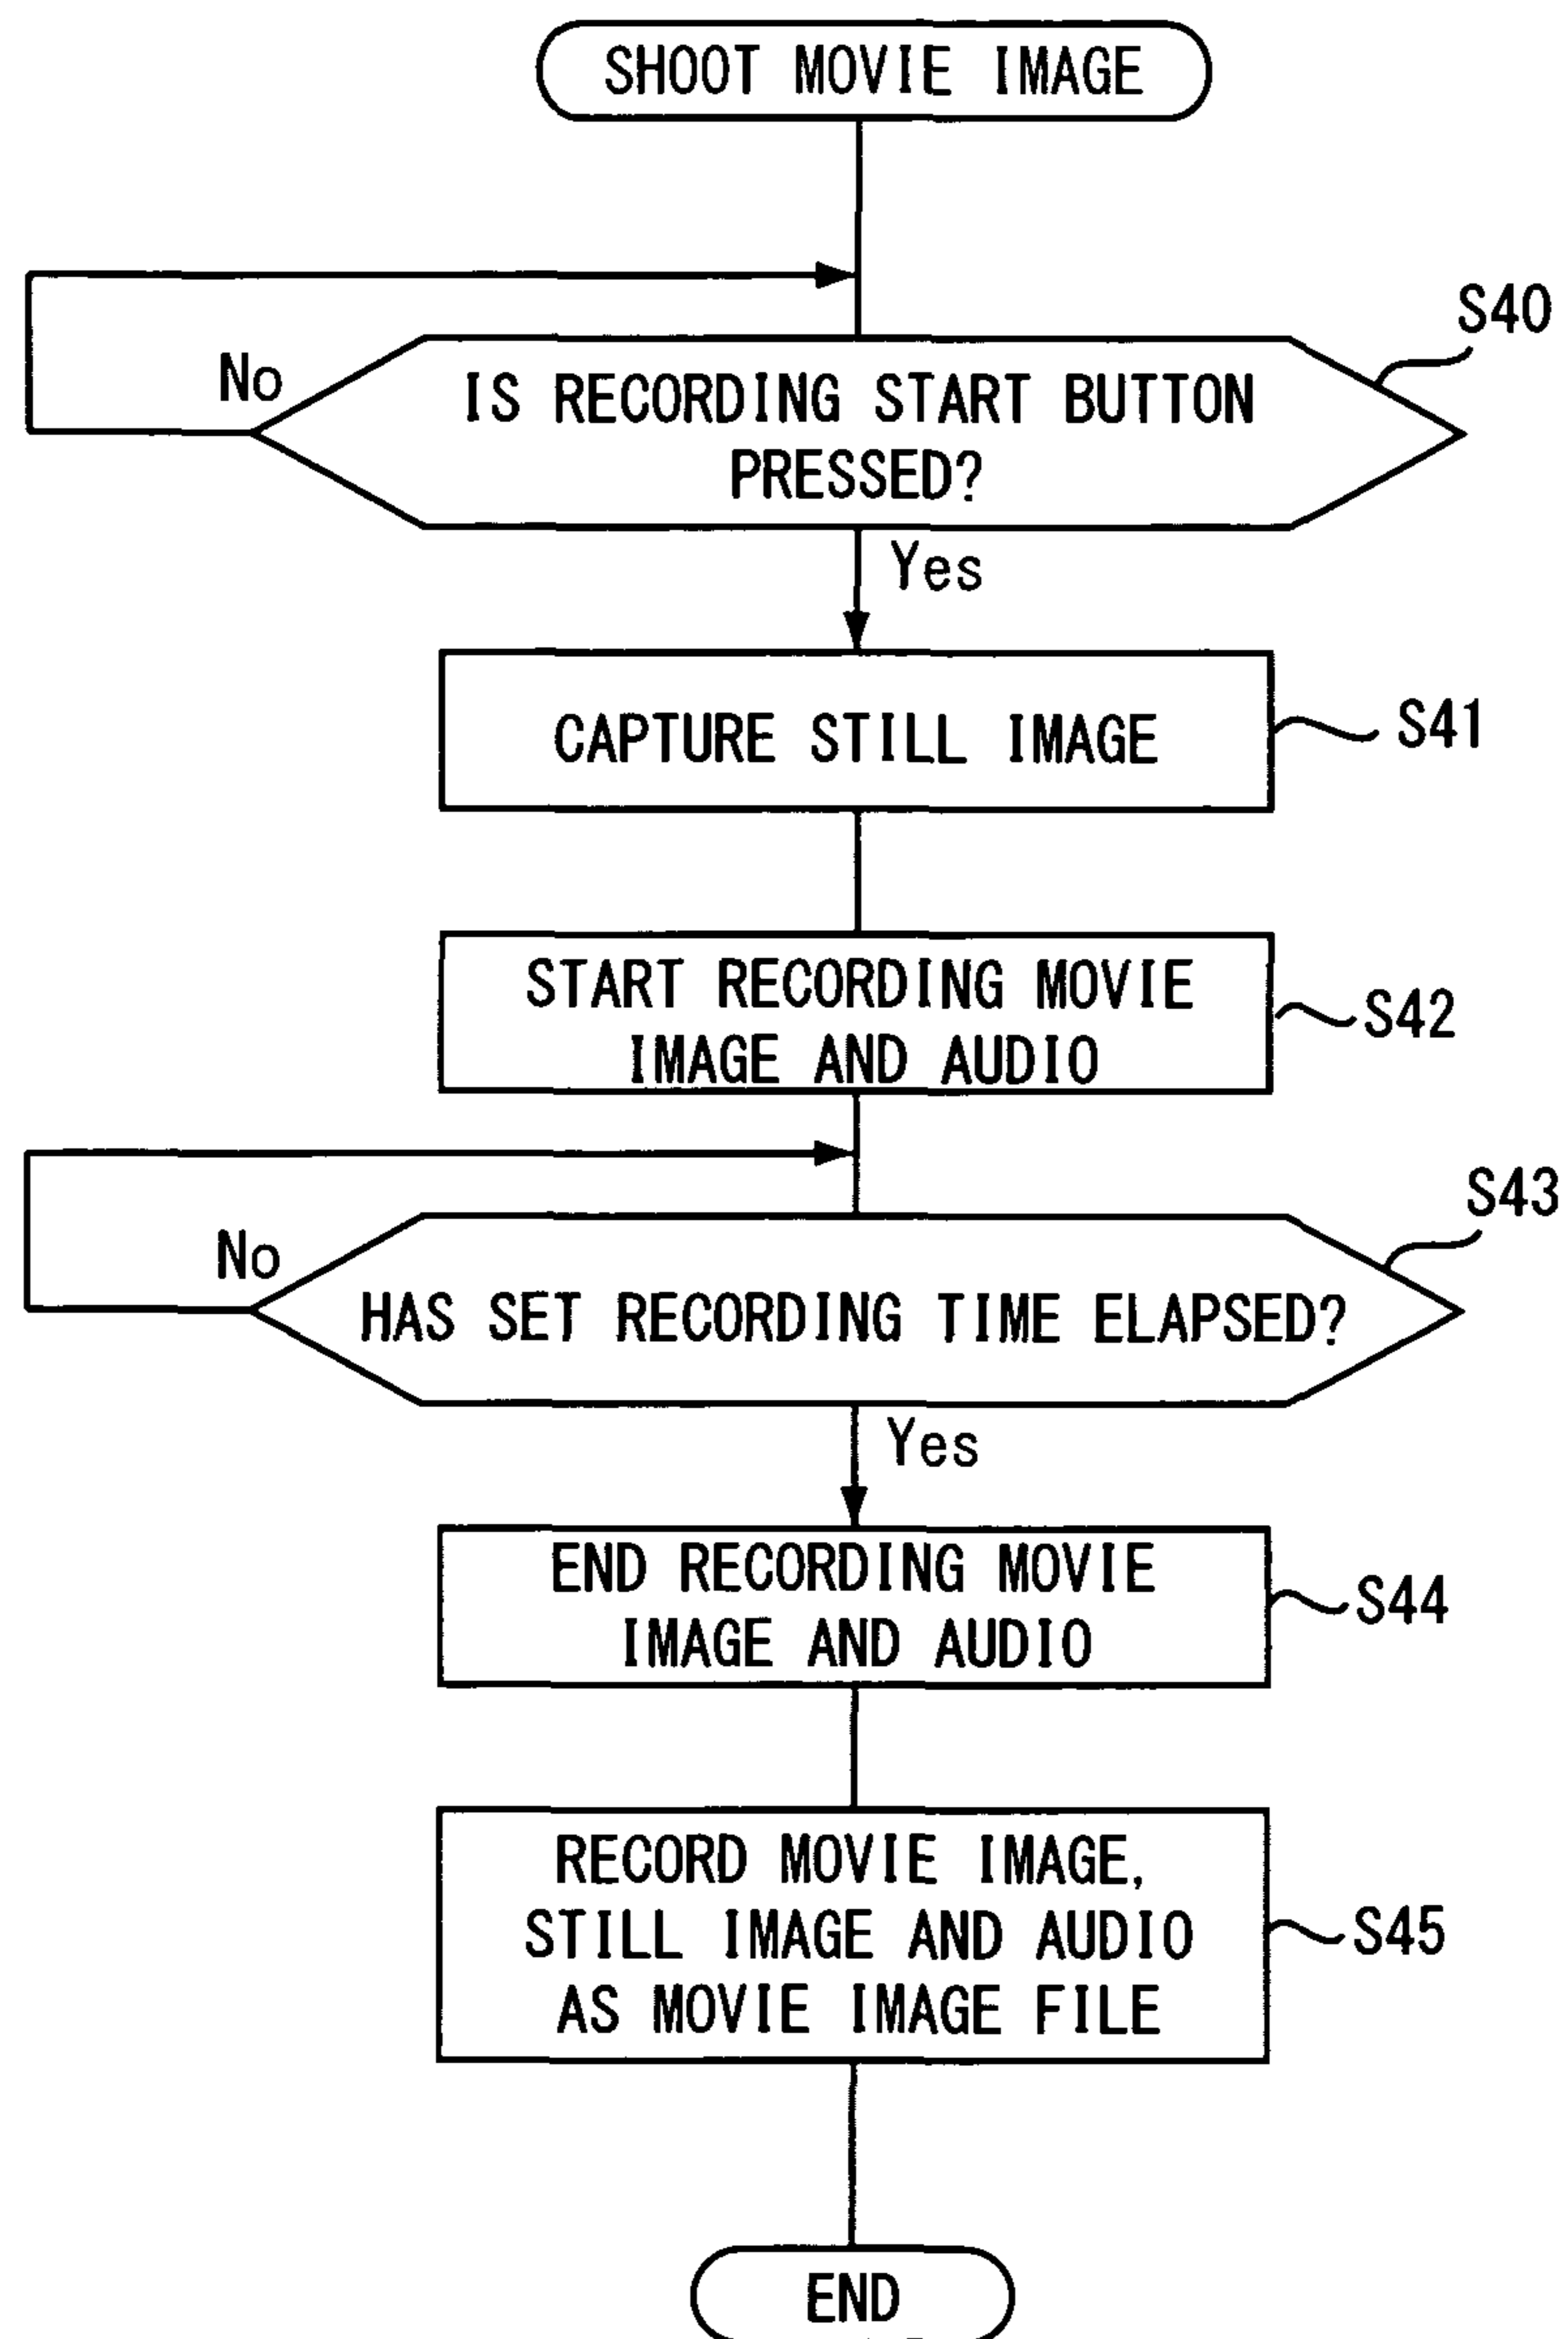 SHOOT MOVIE IMAGE
S40
No
IS RECORDING START BUTTON
PRESSED?
Yes
CAPTURE STILL IMAGE
S41
START RECORDING MOVIE
IMAGE AND AUDIO
S42
S43
No
HAS SET RECORDING TIME ELAPSED?
Yes
END RECORDING MOVIE
IMAGE AND AUDIO
S44
RECORD MOVIE IMAGE,
STILL IMAGE AND AUDIO
AS MOVIE IMAGE FILE
S45
END